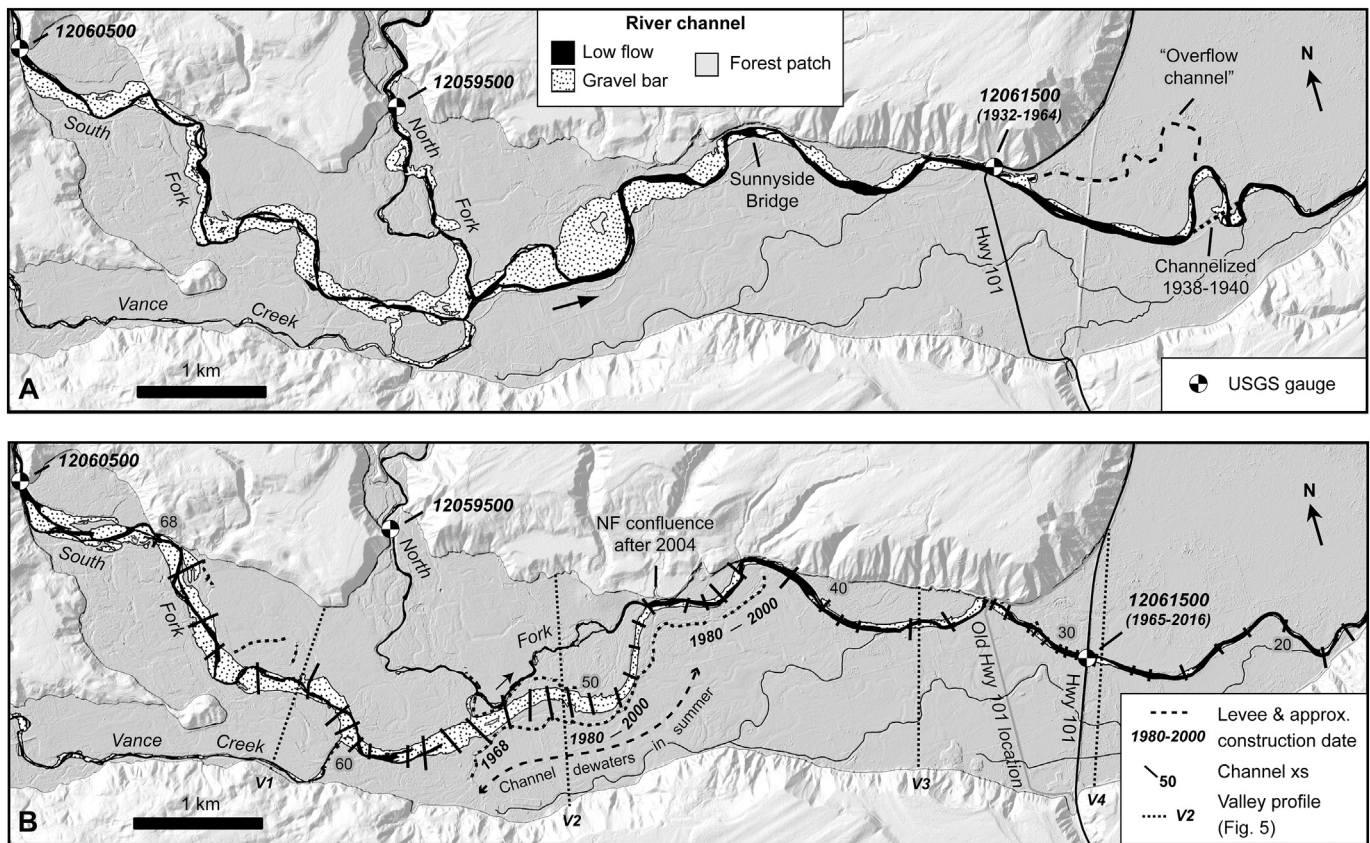 12060500
12059500
River channel
Low flow
Gravel bar
Forest patch
"Overflow
channel"
N
12061500
(1932-1964)
South
Fork
North
Fork
Sunnyside
Bridge
Hwy 101
Channelized
1938-1940
Vance
Creek
1 km
A
USGS gauge
12060500
12059500
N
NF confluence
after 2004
68
South
Fork
North
Fork
40
1980 — 2000
12061500
(1965-2016)
30
20
50
1980 — 2000
1968
Channel dewaters in summer
Old Hwy 101 location
Hwy 101
Vance
Creek
60
V1
V2
V3
V4
1 km
B
Levee & approx.
1980-2000 construction date
50 Channel xs
V2 Valley profile
(Fig. 5)